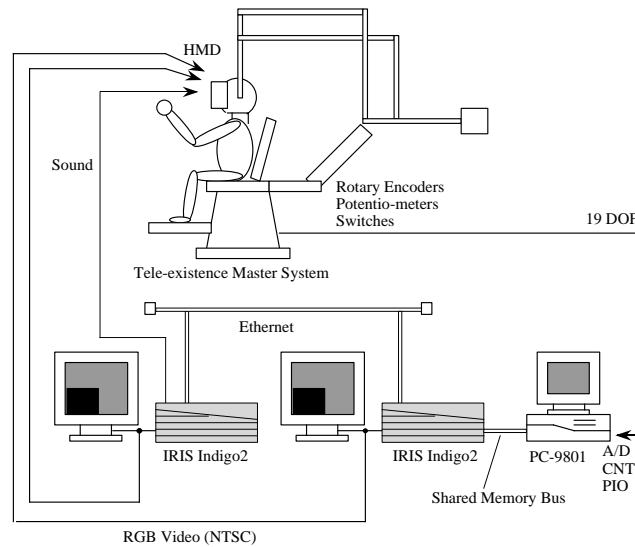 HMD
Sound
Rotary Encoders
Potentio-meters
Switches
19 DOF
Tele-existence Master System
Ethernet
IRIS Indigo2
IRIS Indigo2
PC-9801
A/D
CNT
PIO
Shared Memory Bus
RGB Video (NTSC)